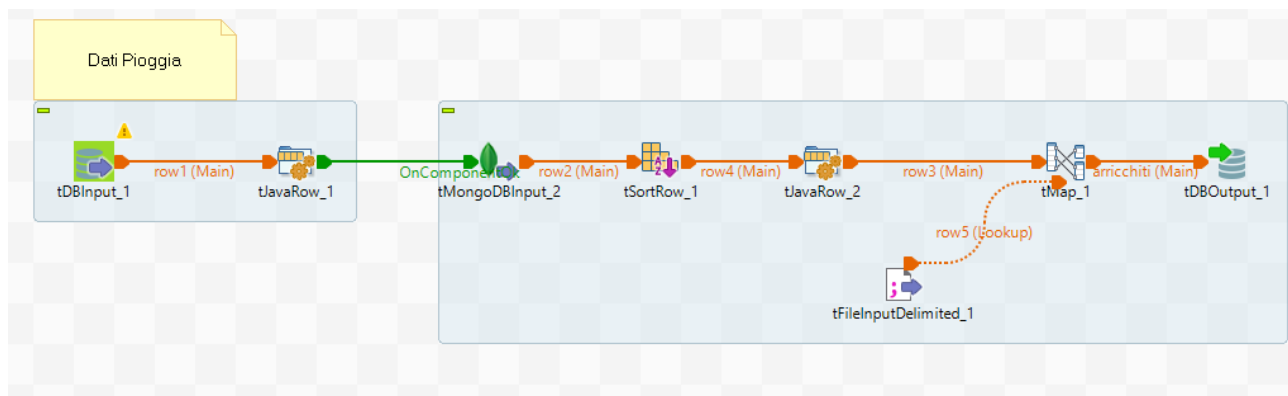 Dati Pioggia
row1 (Main)
OnComponent
row2 (Main)
row4 (Main)
row3 (Main)
arricchiti (Main)
tDBInput_1
tJavaRow_1
tMongoDBInput_2
tSortRow_1
tJavaRow_2
tMap_1
tDBOutput_1
row5 (Lookup)
tFileInputDelimited_1